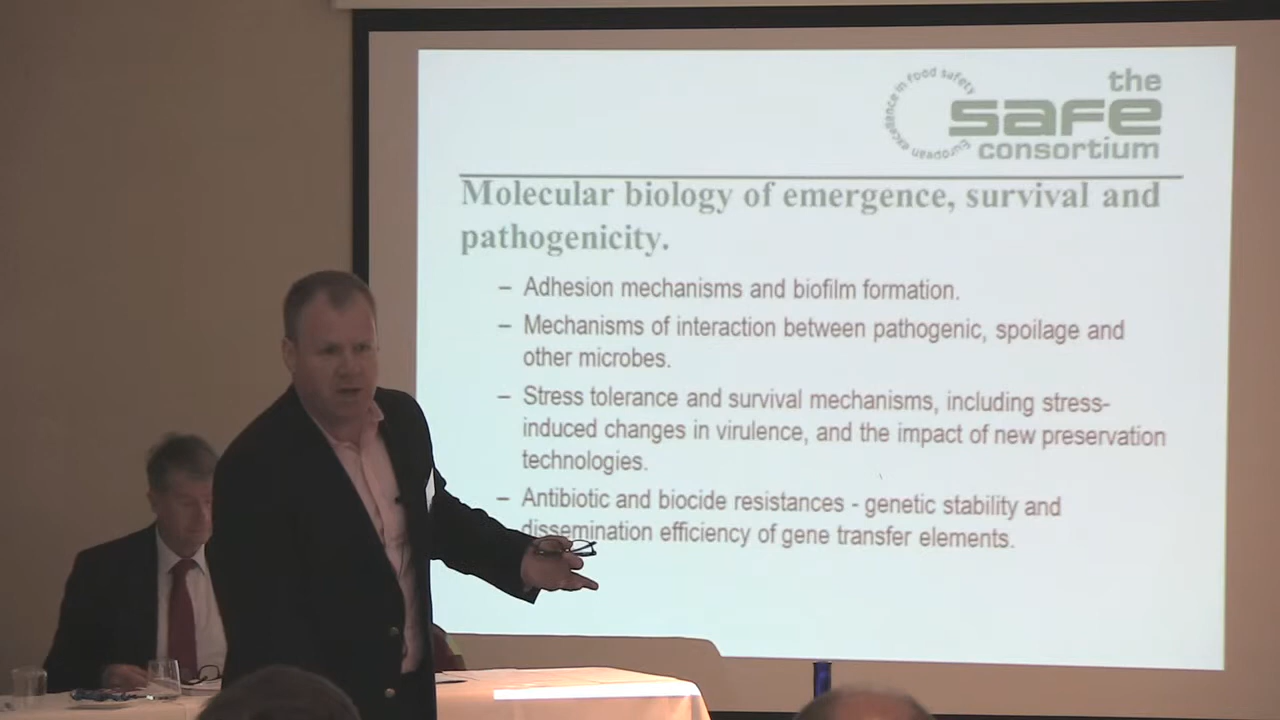 European excellence in food safety
the
safe
consortium
Molecular biology of emergence, survival and
pathogenicity.
– Adhesion mechanisms and biofilm formation.
– Mechanisms of interaction between pathogenic, spoilage and
other microbes.
– Stress tolerance and survival mechanisms, including stress-
induced changes in virulence, and the impact of new preservation
technologies.
– Antibiotic and biocide resistances - genetic stability and
dissemination efficiency of gene transfer elements.